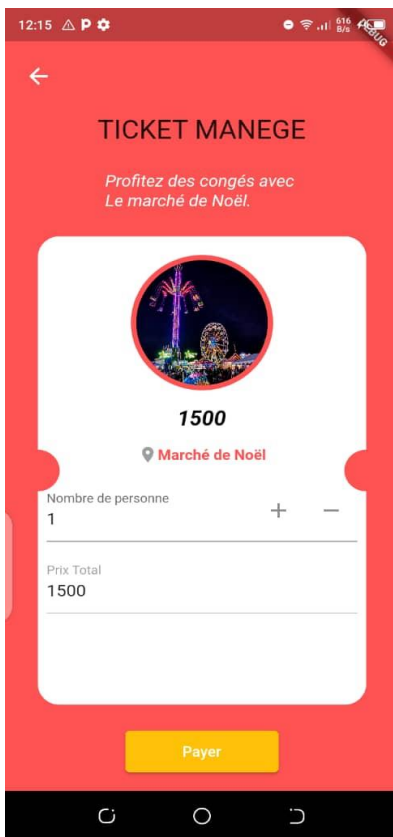 12:15 P 616 B/s
DEBUG
TICKET MANEGE
Profitez des congés avec
Le marché de Noël.
1500
Marché de Noël
Nombre de personne
1 + −
Prix Total
1500
Payer